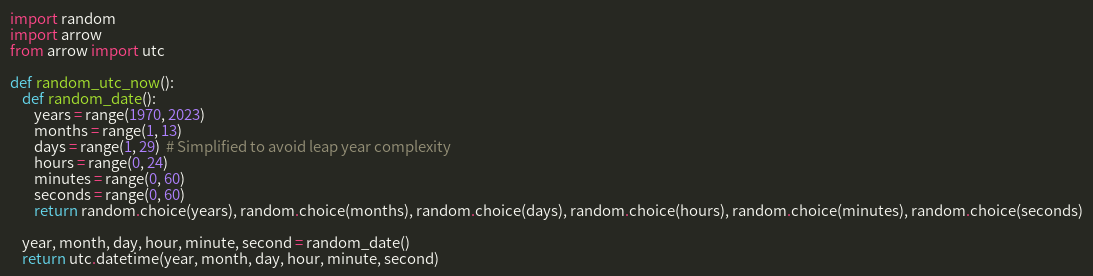 import random
import arrow
from arrow import utc

def random_utc_now():
    def random_date():
        years = range(1970, 2023)
        months = range(1, 13)
        days = range(1, 29)  # Simplified to avoid leap year complexity
        hours = range(0, 24)
        minutes = range(0, 60)
        seconds = range(0, 60)
        return random.choice(years), random.choice(months), random.choice(days), random.choice(hours), random.choice(minutes), random.choice(seconds)

    year, month, day, hour, minute, second = random_date()
    return utc.datetime(year, month, day, hour, minute, second)